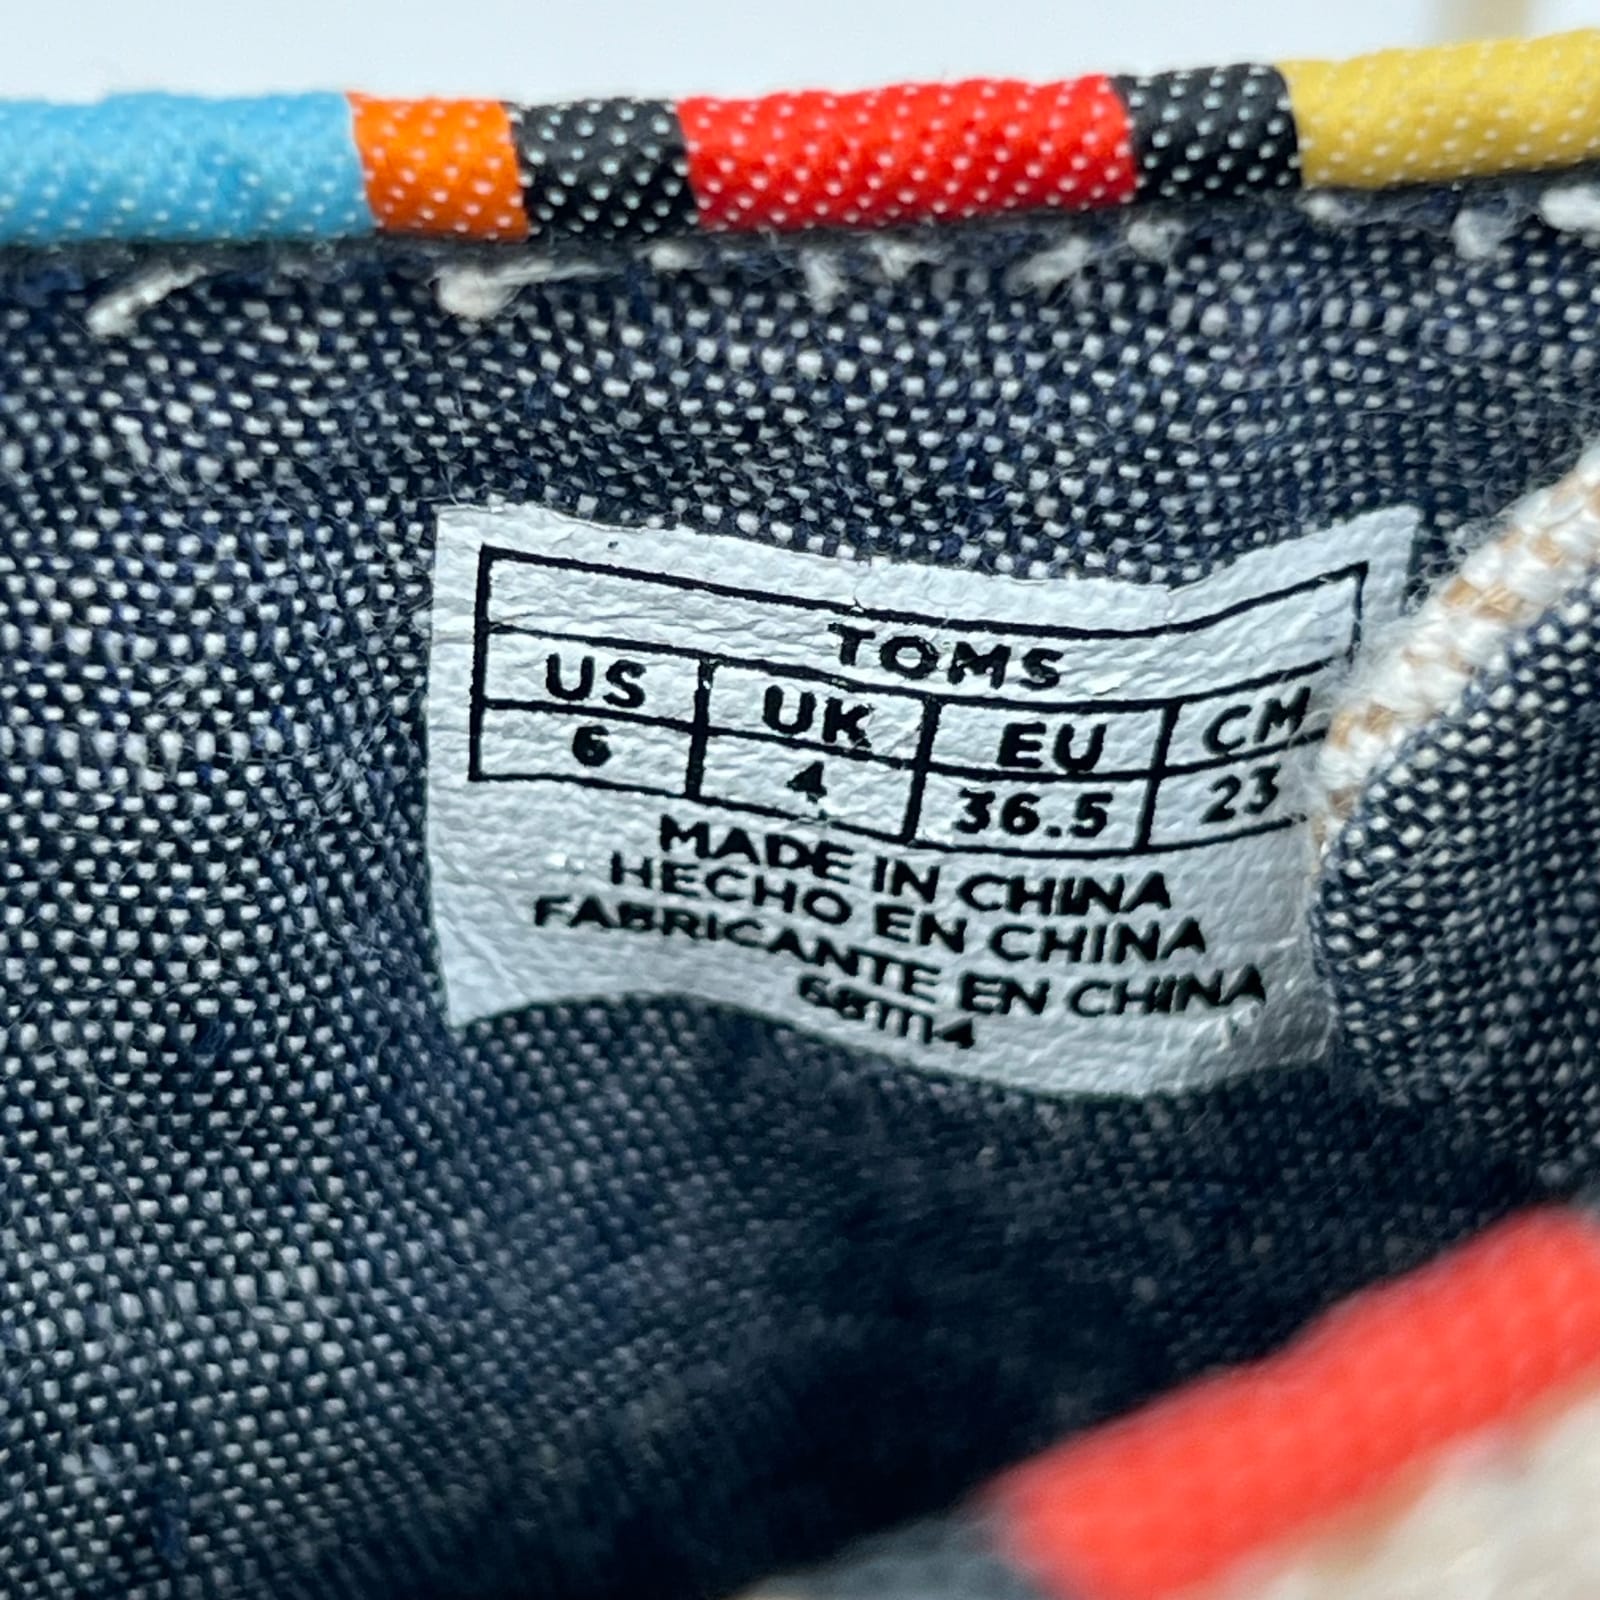 TOMS
US UK EU CM
6 4 36.5 23
MADE IN CHINA
HECHO EN CHINA
FABRICANTE EN CHINA